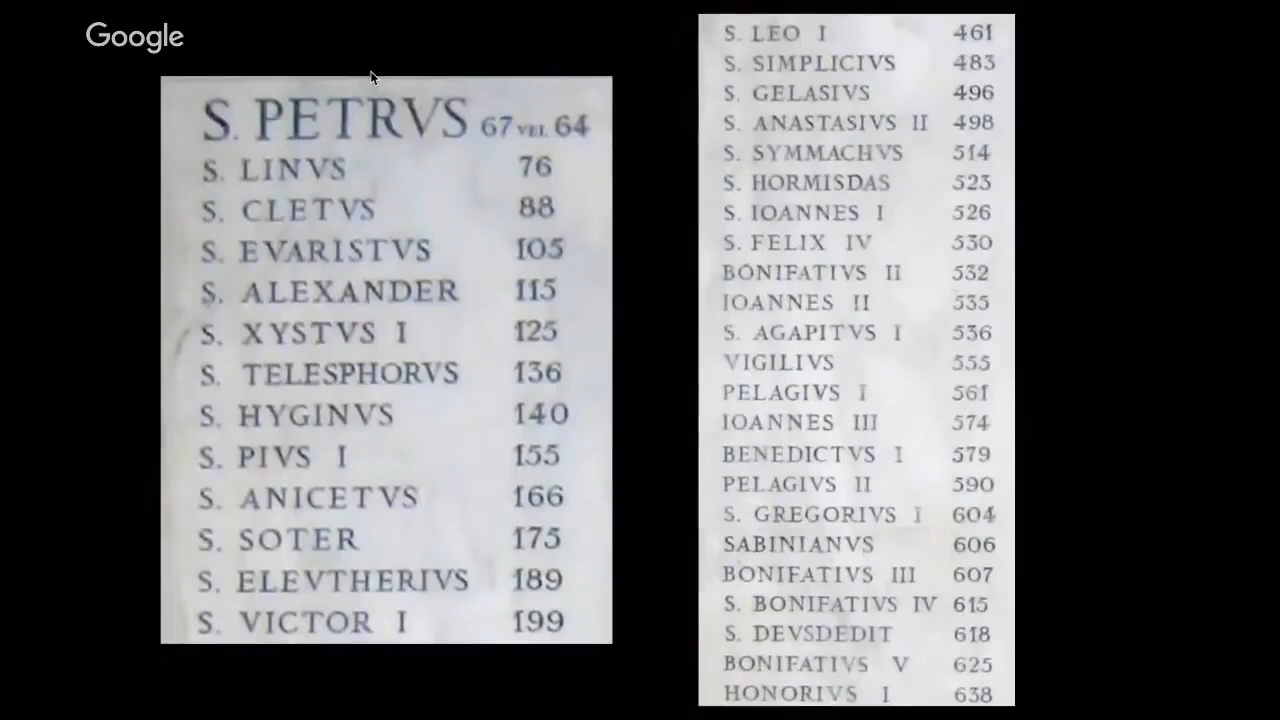 Google
S. PETRVS 67 VEL 64
S. LINVS 76
S. CLETVS 88
S. EVARISTVS 105
S. ALEXANDER 115
S. XYSTVS I 125
S. TELESPHORVS 136
S. HYGINVS 140
S. PIVS I 155
S. ANICETVS 166
S. SOTER 175
S. ELEVTHERIVS 189
S. VICTOR I 199
S. LEO I 461
S. SIMPLICIVS 483
S. GELASIVS 496
S. ANASTASIVS II 498
S. SYMMACHVS 514
S. HORMISDAS 523
S. IOANNES I 526
S. FELIX IV 530
BONIFATIVS II 532
IOANNES II 535
S. AGAPITVS I 536
VIGILIVS 555
PELAGIVS I 561
IOANNES III 574
BENEDICTVS I 579
PELAGIVS II 590
S. GREGORIVS I 604
SABINIANVS 606
BONIFATIVS III 607
S. BONIFATIVS IV 615
S. DEVSDEDIT 618
BONIFATIVS V 625
HONORIVS I 638